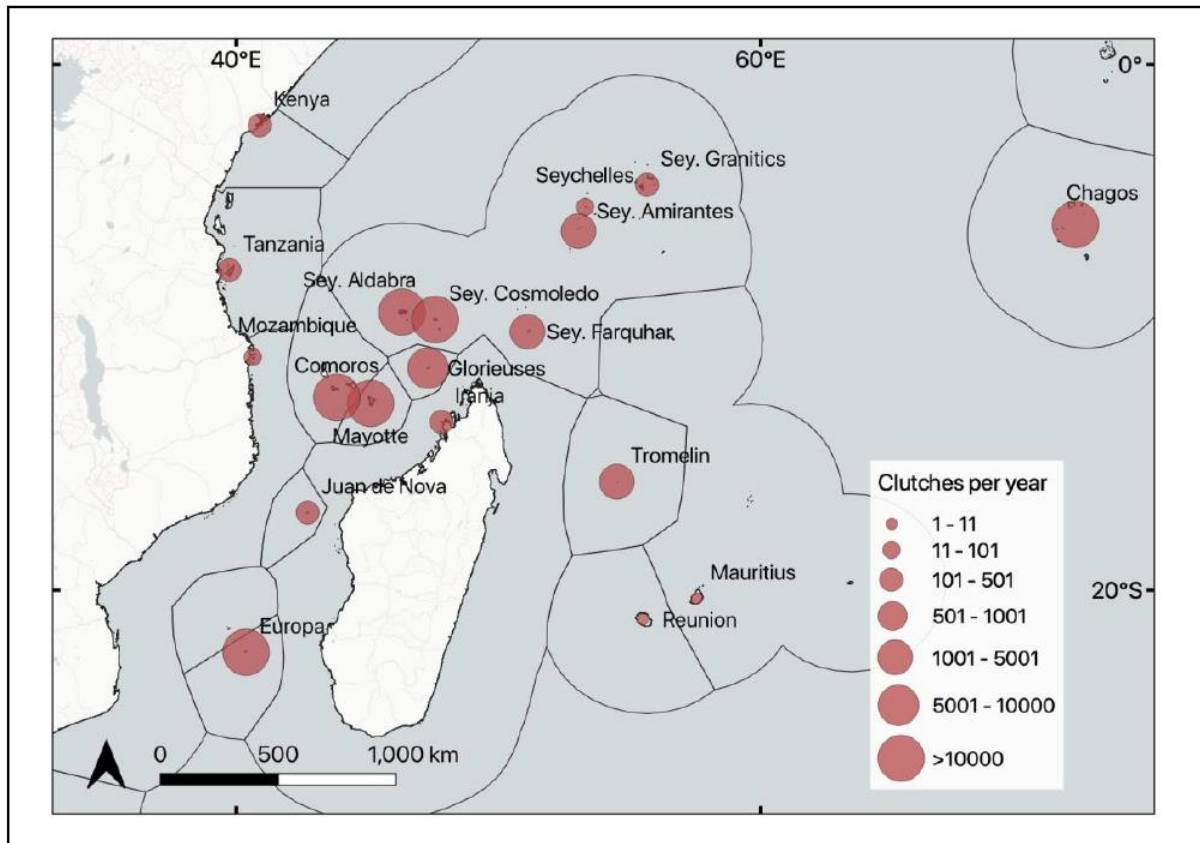 40°E
60°E
0°
Kenya
Sey. Granitics
Seychelles
Chagos
Sey. Amirantes
Tanzania
Sey. Aldabra
Sey. Cosmoledo
Mozambique
Sey. Farquhar
Comoros
Glorieuses
Irania
Mayotte
Tromelin
Juan de Nova
Clutches per year
1 - 11
11 - 101
101 - 501
501 - 1001
1001 - 5001
5001 - 10000
>10000
Mauritius
20°S
Reunion
Europa
0 500 1,000 km